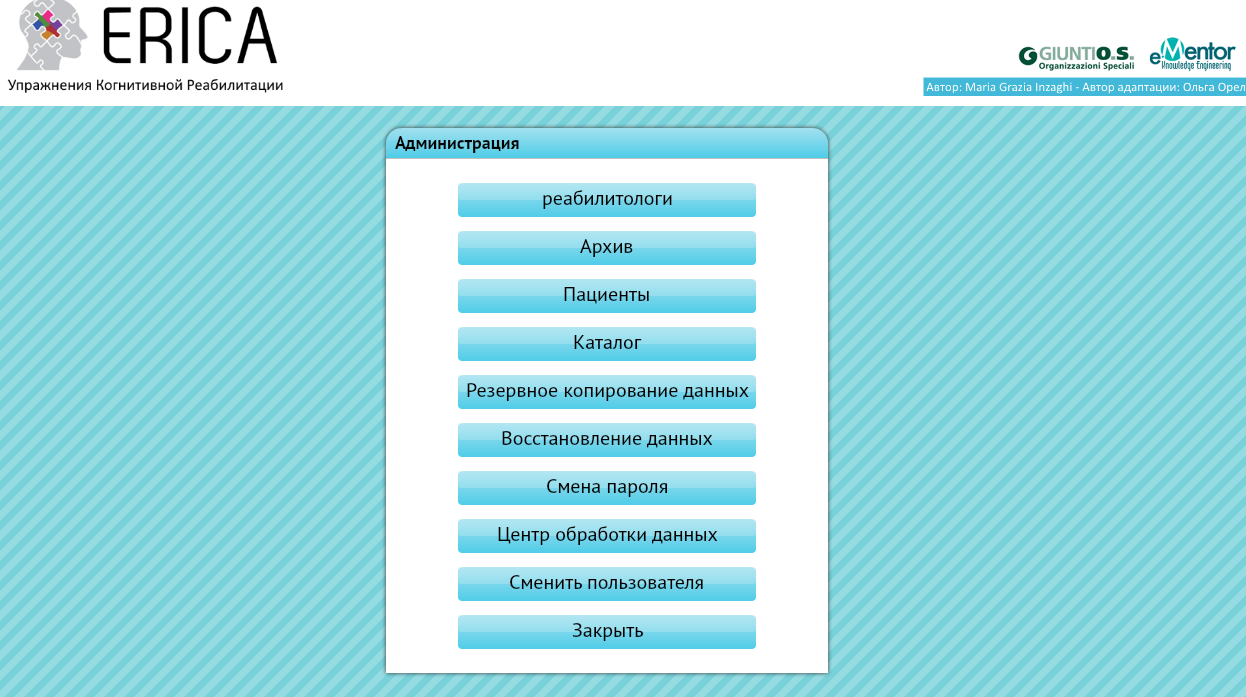 ERICA
Упражнения Когнитивной Реабилитации
GIUNTIO.S.
Organizzazioni Speciali
eMentor
Knowledge Engineering
Автор: Maria Grazia Inzaghi - Автор адаптации: Ольга Орел
Администрация
реабилитологи
Архив
Пациенты
Каталог
Резервное копирование данных
Восстановление данных
Смена пароля
Центр обработки данных
Сменить пользователя
Закрыть